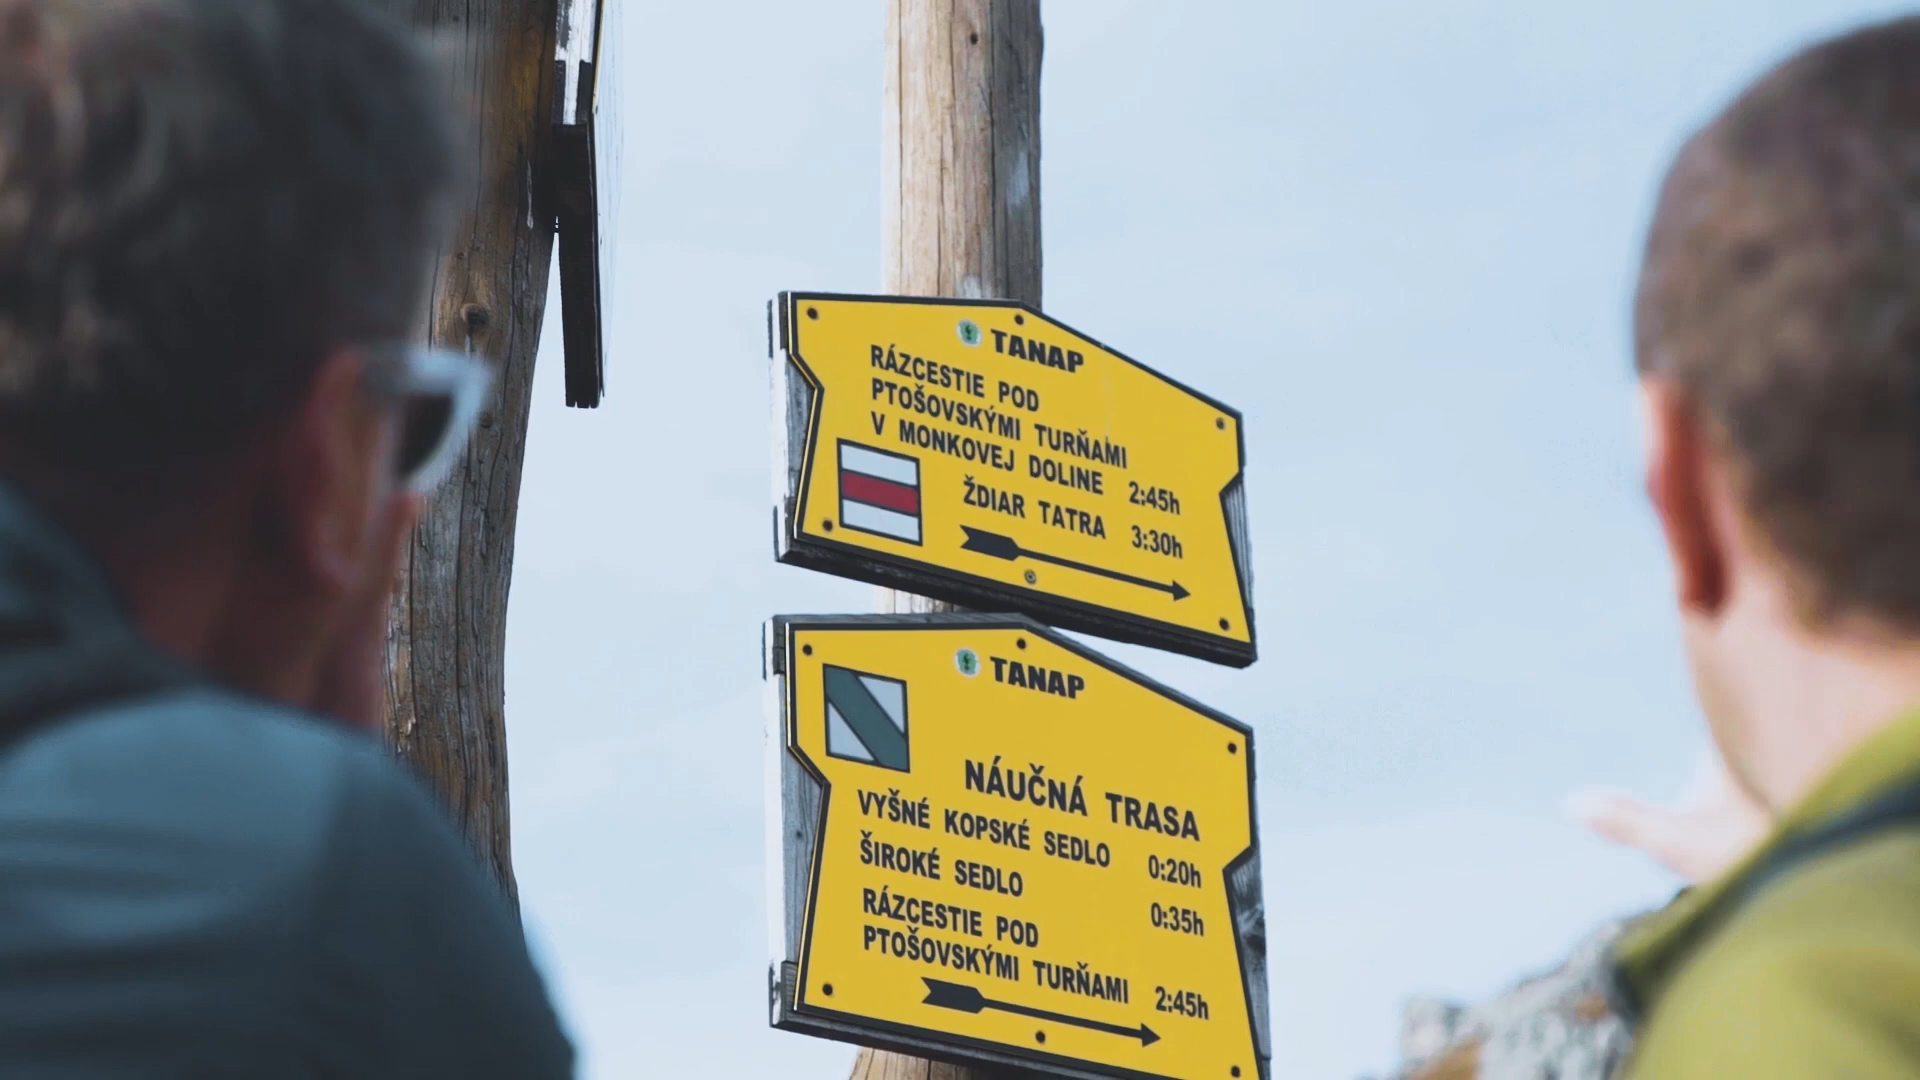 TANAP
RÁZCESTIE POD
PTOŠOVSKÝMI TURŇAMI
V MONKOVEJ DOLINE 2:45h
ŽDIAR TATRA 3:30h
TANAP
NÁUČNÁ TRASA
VYŠNÉ KOPSKÉ SEDLO 0:20h
ŠIROKÉ SEDLO 0:35h
RÁZCESTIE POD
PTOŠOVSKÝMI TURŇAMI 2:45h